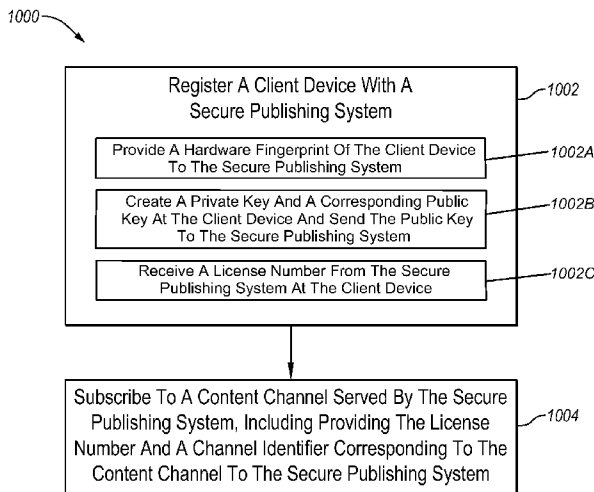 1000
Register A Client Device With A
Secure Publishing System
1002
Provide A Hardware Fingerprint Of The Client Device
To The Secure Publishing System
1002A
Create A Private Key And A Corresponding Public
Key At The Client Device And Send The Public Key
To The Secure Publishing System
1002B
Receive A License Number From The Secure
Publishing System At The Client Device
1002C
Subscribe To A Content Channel Served By The Secure
Publishing System, Including Providing The License
Number And A Channel Identifier Corresponding To The
Content Channel To The Secure Publishing System
1004